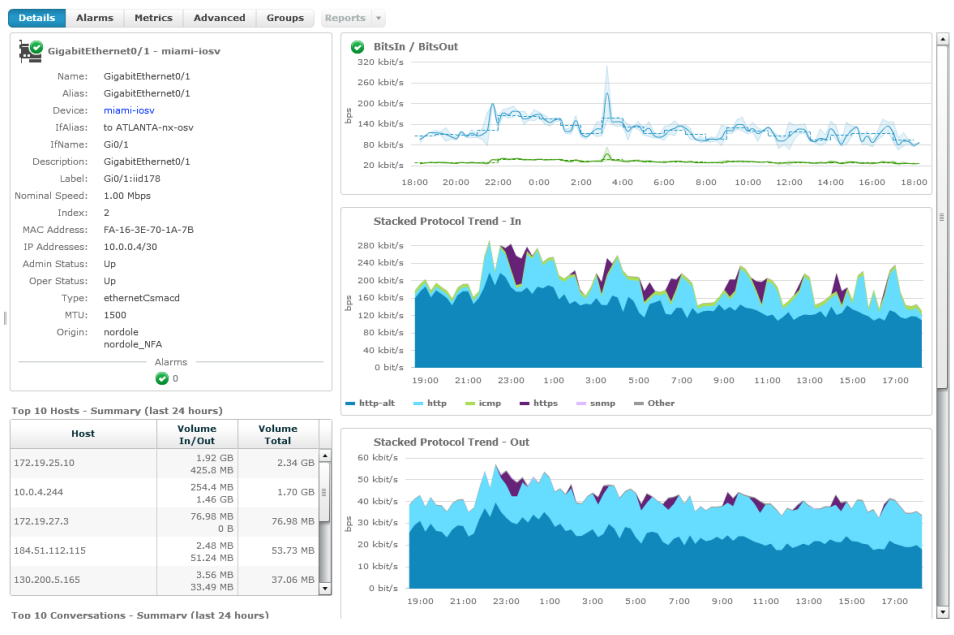 Details Alarms Metrics Advanced Groups Reports
GigabitEthernet0/1 - miami-iosv
Name: GigabitEthernet0/1
Alias: GigabitEthernet0/1
Device: miami-iosv
IfAlias: to ATLANTA-nx-osv
IfName: Gi0/1
Description: GigabitEthernet0/1
Label: Gi0/1:iid178
Nominal Speed: 1.00 Mbps
Index: 2
MAC Address: FA-16-3E-70-1A-7B
IP Addresses: 10.0.0.4/30
Admin Status: Up
Oper Status: Up
Type: ethernetCsmacd
MTU: 1500
Origin: nordole
nordole_NFA
Alarms
0
Top 10 Hosts - Summary (last 24 hours)
Host Volume In/Out Volume Total
172.19.25.10 1.92 GB 425.8 MB 2.34 GB
10.0.4.244 254.4 MB 1.46 GB 1.70 GB
172.19.27.3 76.98 MB 0 B 76.98 MB
184.51.112.115 2.48 MB 51.24 MB 53.73 MB
130.200.5.165 3.56 MB 33.49 MB 37.06 MB
Top 10 Conversations - Summary (last 24 hours)
BitsIn / BitsOut
320 kbit/s
260 kbit/s
200 kbit/s
140 kbit/s
80 kbit/s
20 kbit/s
bps
18:00 20:00 22:00 0:00 2:00 4:00 6:00 8:00 10:00 12:00 14:00 16:00 18:00
Stacked Protocol Trend - In
280 kbit/s
240 kbit/s
200 kbit/s
160 kbit/s
120 kbit/s
80 kbit/s
40 kbit/s
0 bit/s
bps
19:00 21:00 23:00 1:00 3:00 5:00 7:00 9:00 11:00 13:00 15:00 17:00
http-alt http icmp https snmp Other
Stacked Protocol Trend - Out
60 kbit/s
50 kbit/s
40 kbit/s
30 kbit/s
20 kbit/s
10 kbit/s
0 bit/s
bps
19:00 21:00 23:00 1:00 3:00 5:00 7:00 9:00 11:00 13:00 15:00 17:00